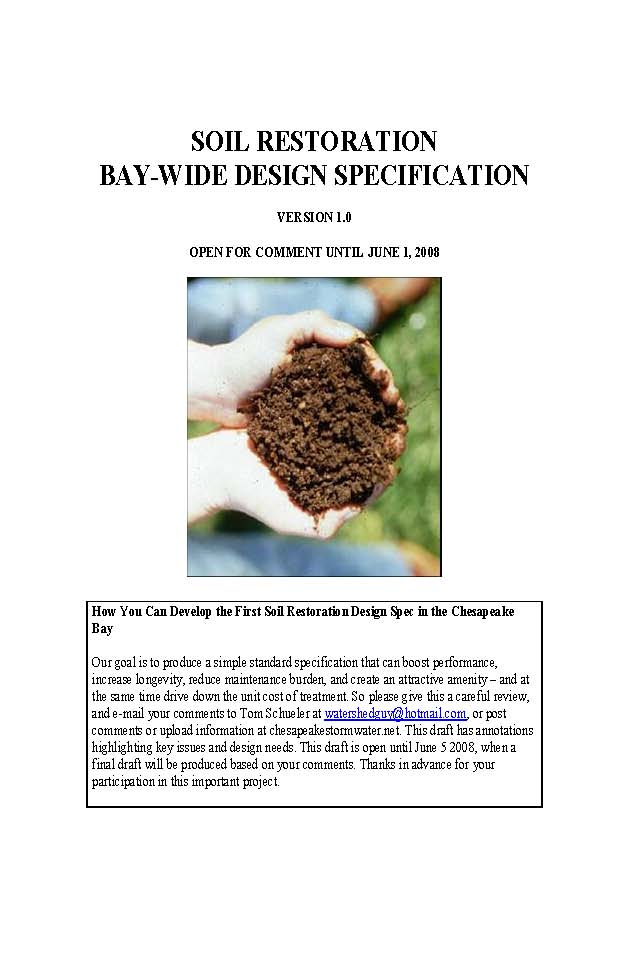 SOIL RESTORATION
BAY-WIDE DESIGN SPECIFICATION
VERSION 1.0
OPEN FOR COMMENT UNTIL JUNE 1, 2008
How You Can Develop the First Soil Restoration Design Spec in the Chesapeake
Bay
Our goal is to produce a simple standard specification that can boost performance,
increase longevity, reduce maintenance burden, and create an attractive amenity – and at
the same time drive down the unit cost of treatment. So please give this a careful review,
and e-mail your comments to Tom Schueler at watershedguy@hotmail.com, or post
comments or upload information at chesapeakestormwater.net. This draft has annotations
highlighting key issues and design needs. This draft is open until June 5 2008, when a
final draft will be produced based on your comments. Thanks in advance for your
participation in this important project.